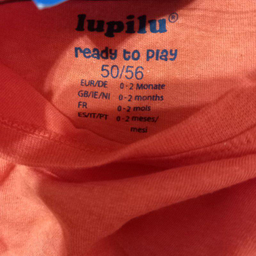 lupilu®
ready to play
50/56
EUR/DE 0-2 Monate
GB/IE/NI 0-2 months
FR 0-2 mois
ES/IT/PT 0-2 meses/
mesi